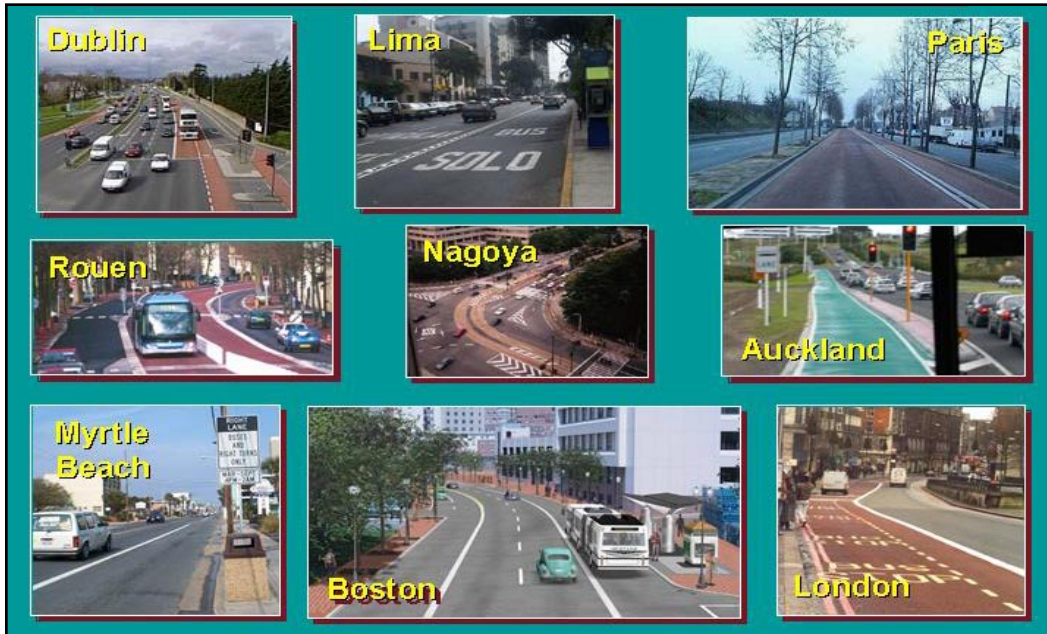 Dublin
Lima
Paris
BUS
SOLO
Rouen
Nagoya
Auckland
Myrtle
Beach
RIGHT
LANE
BUSES
AND
RIGHT TURNS
ONLY
Boston
London
BUS
STOP